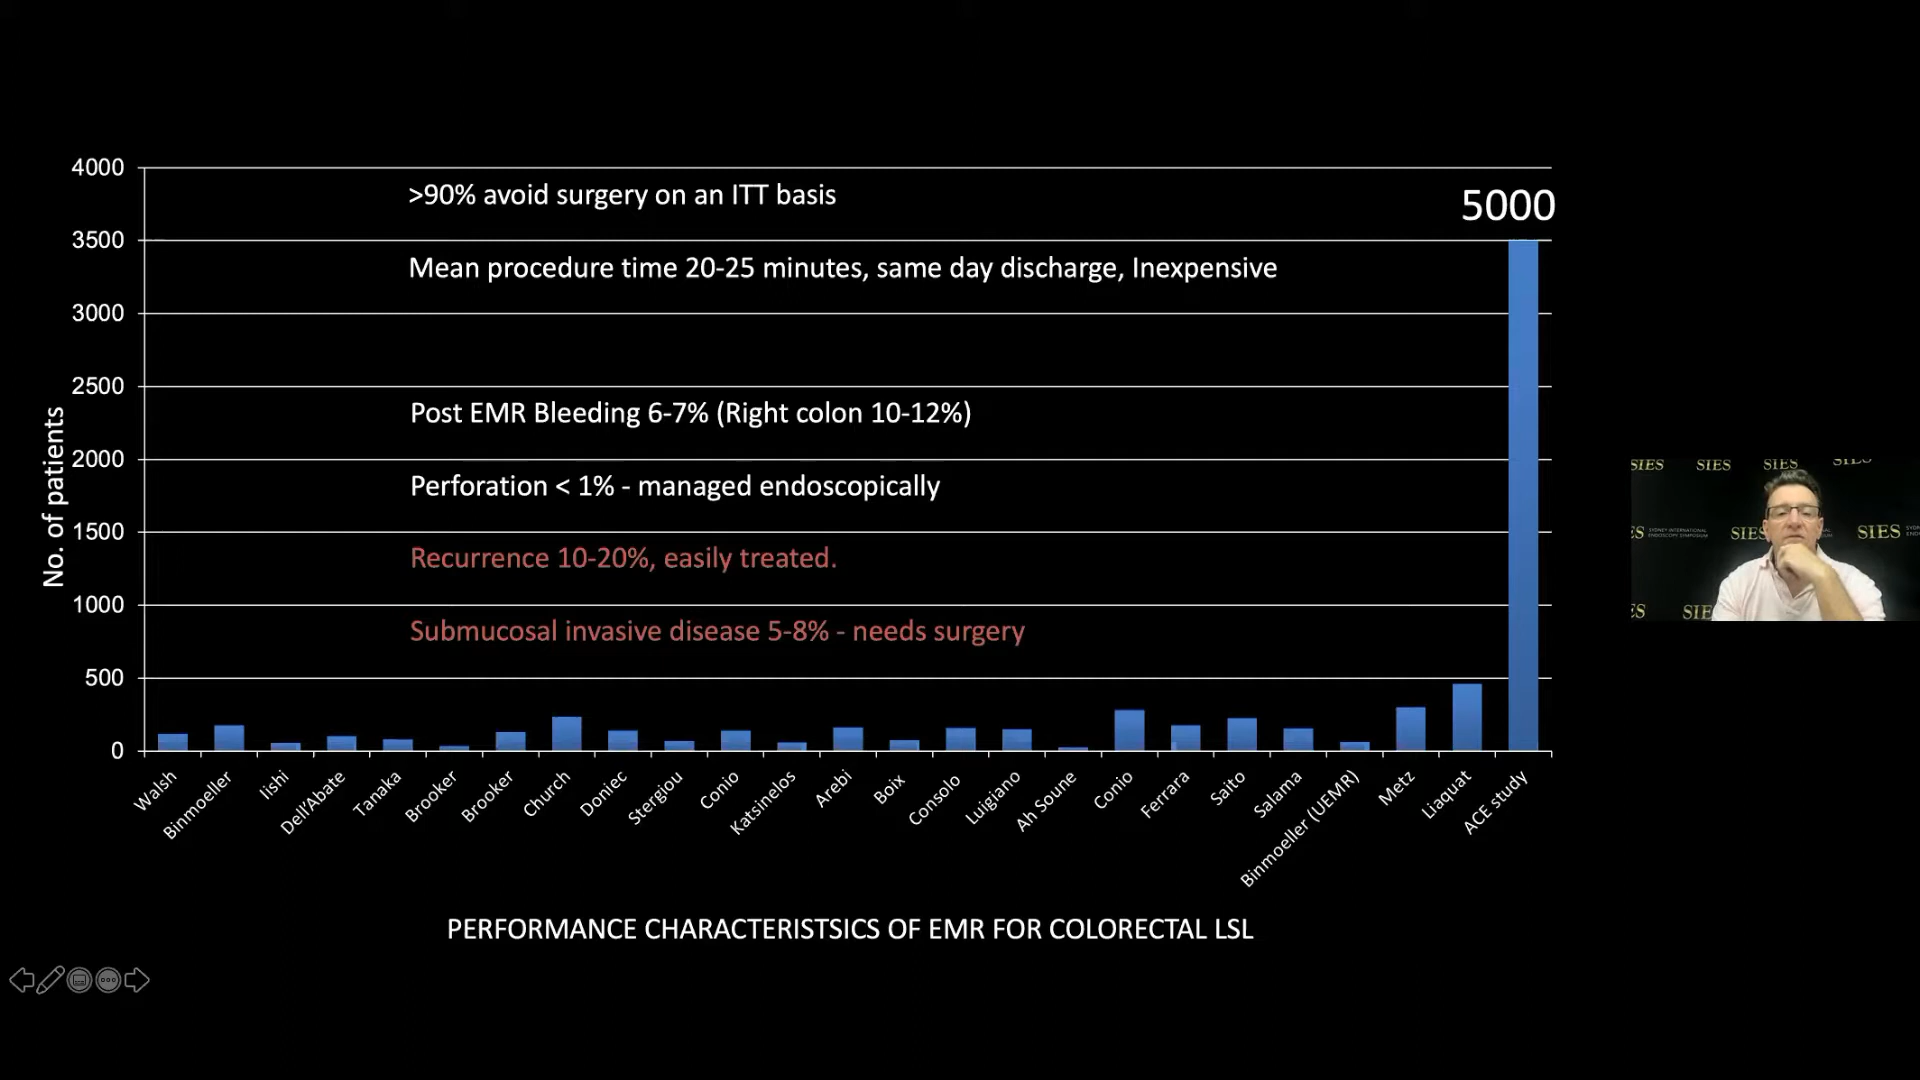 4000
>90% avoid surgery on an ITT basis
5000
3500
Mean procedure time 20-25 minutes, same day discharge, Inexpensive
3000
2500
Post EMR Bleeding 6-7% (Right colon 10-12%)
No. of patients
2000
Perforation < 1% - managed endoscopically
1500
Recurrence 10-20%, easily treated.
1000
Submucosal invasive disease 5-8% - needs surgery
500
0
Walsh
Binmoeller
Iishi
Dell'Abate
Tanaka
Brooker
Brooker
Church
Doniec
Stergiou
Conio
Katsinelos
Arebi
Boix
Consolo
Luigiano
Ah Soune
Conio
Ferrara
Saito
Salama
Binmoeller (UEMR)
Metz
Liaquat
ACE study
PERFORMANCE CHARACTERISTSICS OF EMR FOR COLORECTAL LSL
SIES SIES SIES SIES
SYDNEY INTERNATIONAL
ENDOSCOPY SYMPOSIUM
SIES
SIES